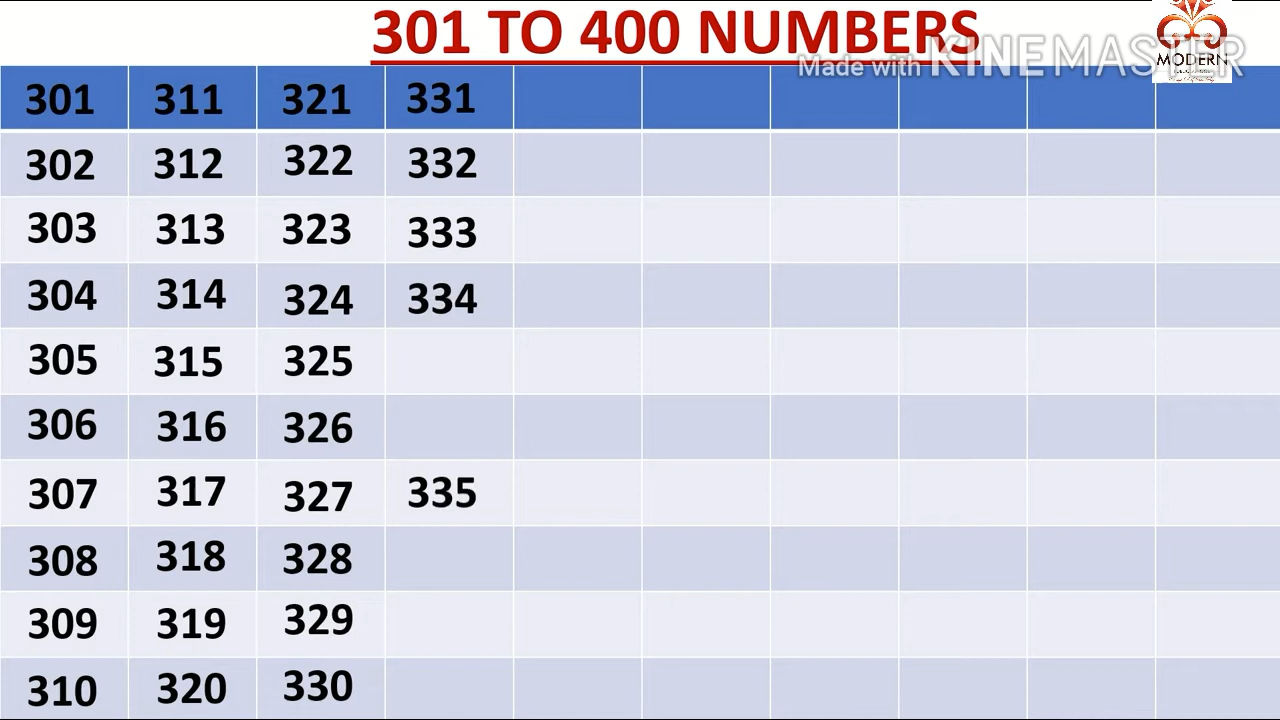 301 TO 400 NUMBERS
Made with KINEMASTER
MODERN
301 311 321 331
302 312 322 332
303 313 323 333
304 314 324 334
305 315 325
306 316 326
307 317 327 335
308 318 328
309 319 329
310 320 330